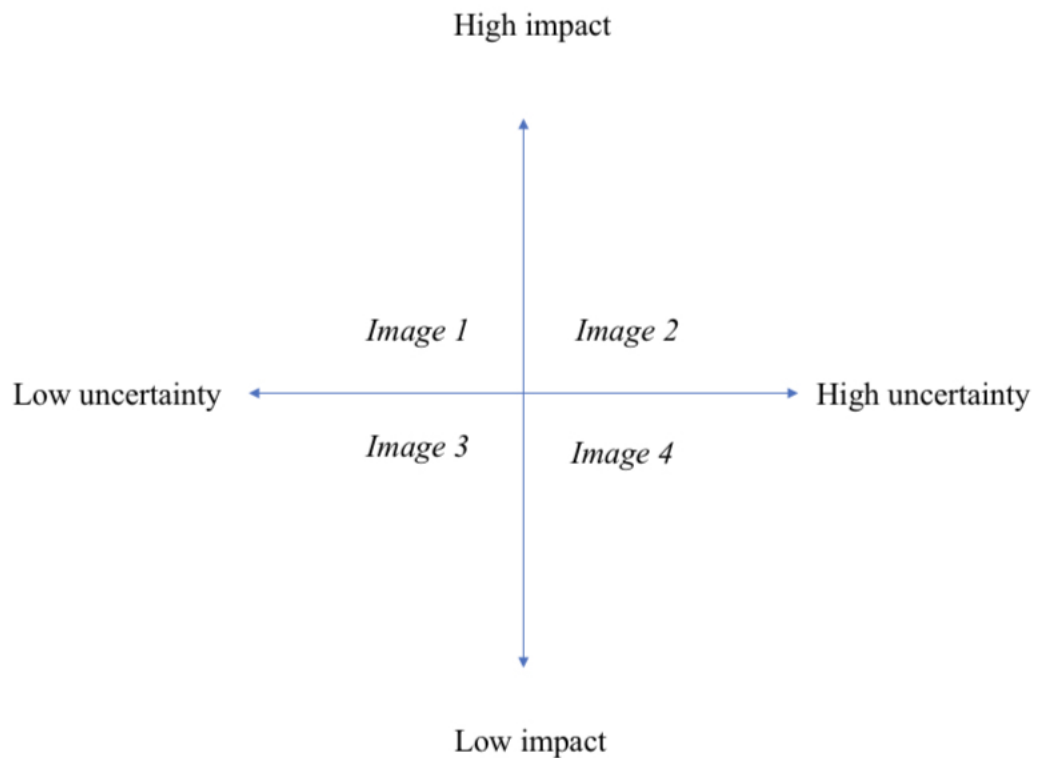 High impact
Image 1
Image 2
Low uncertainty
High uncertainty
Image 3
Image 4
Low impact